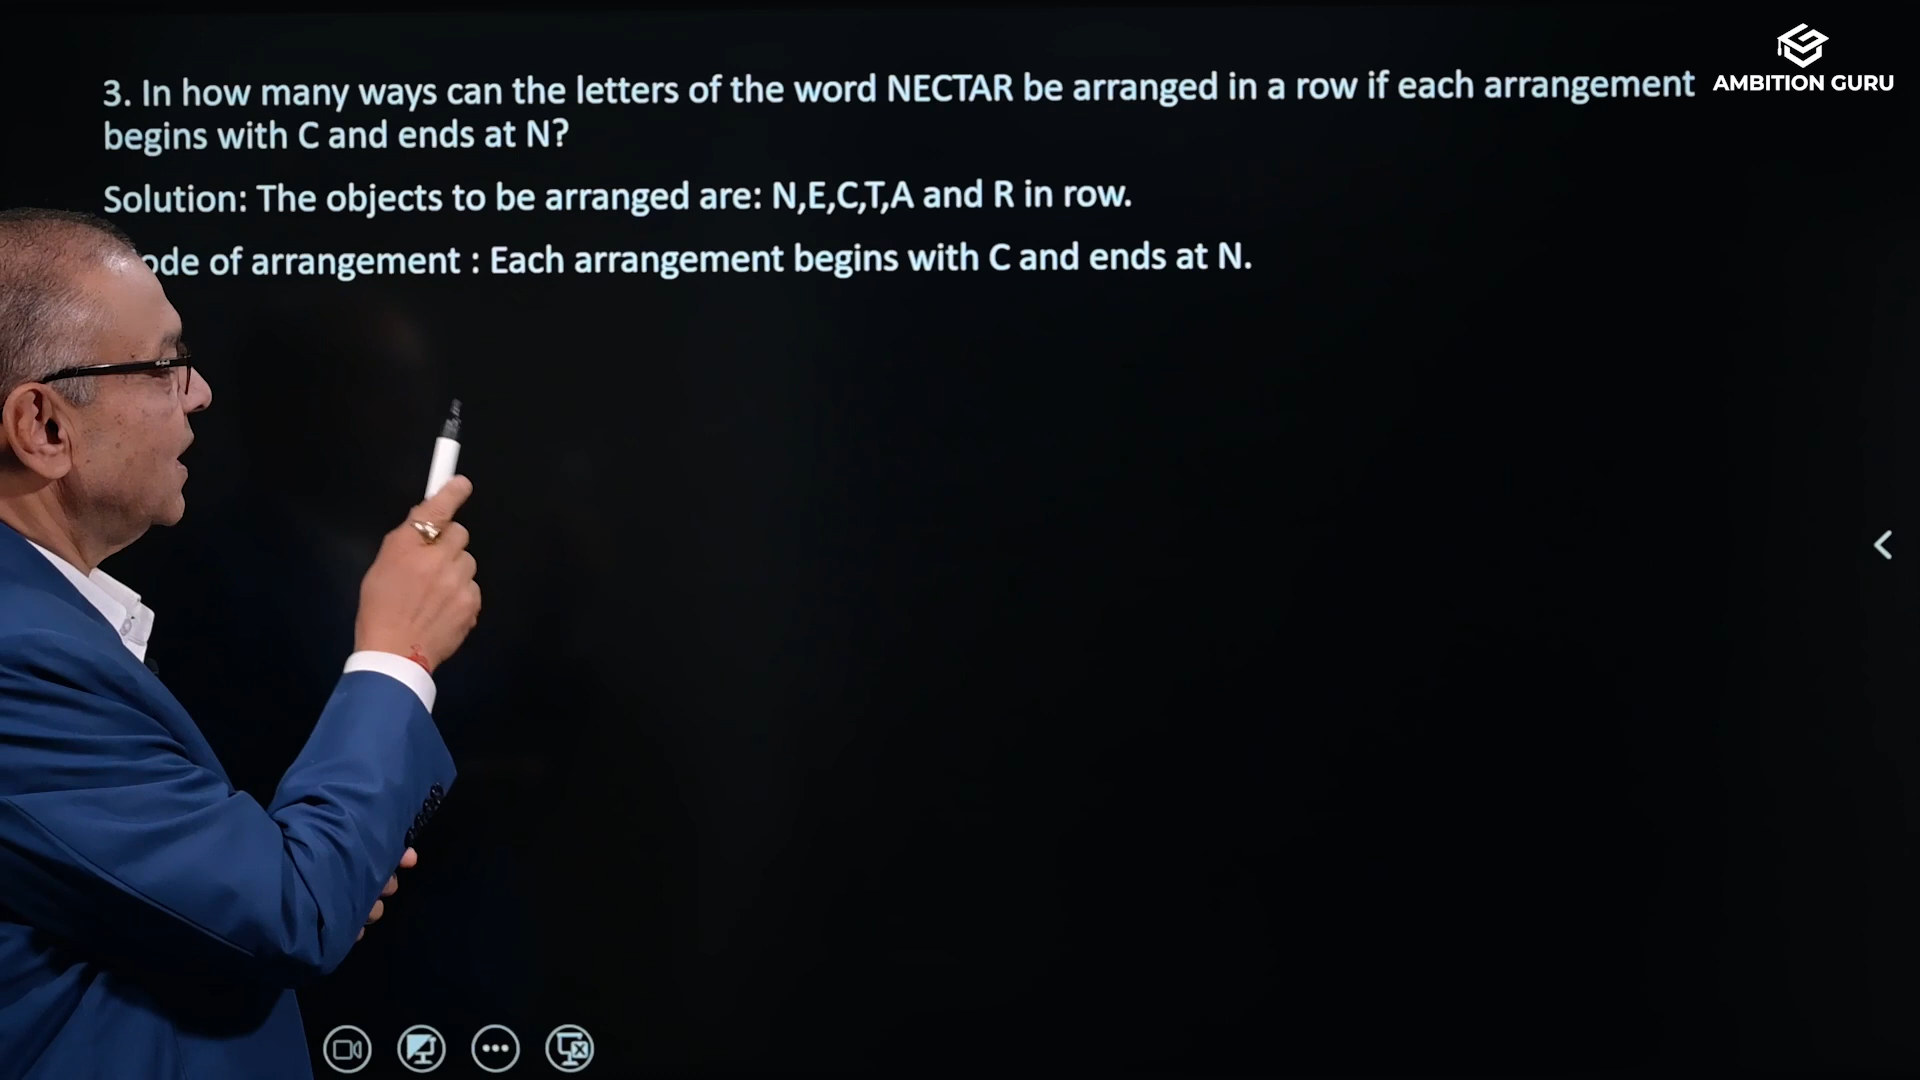 AMBITION GURU
3. In how many ways can the letters of the word NECTAR be arranged in a row if each arrangement
begins with C and ends at N?
Solution: The objects to be arranged are: N,E,C,T,A and R in row.
of arrangement : Each arrangement begins with C and ends at N.